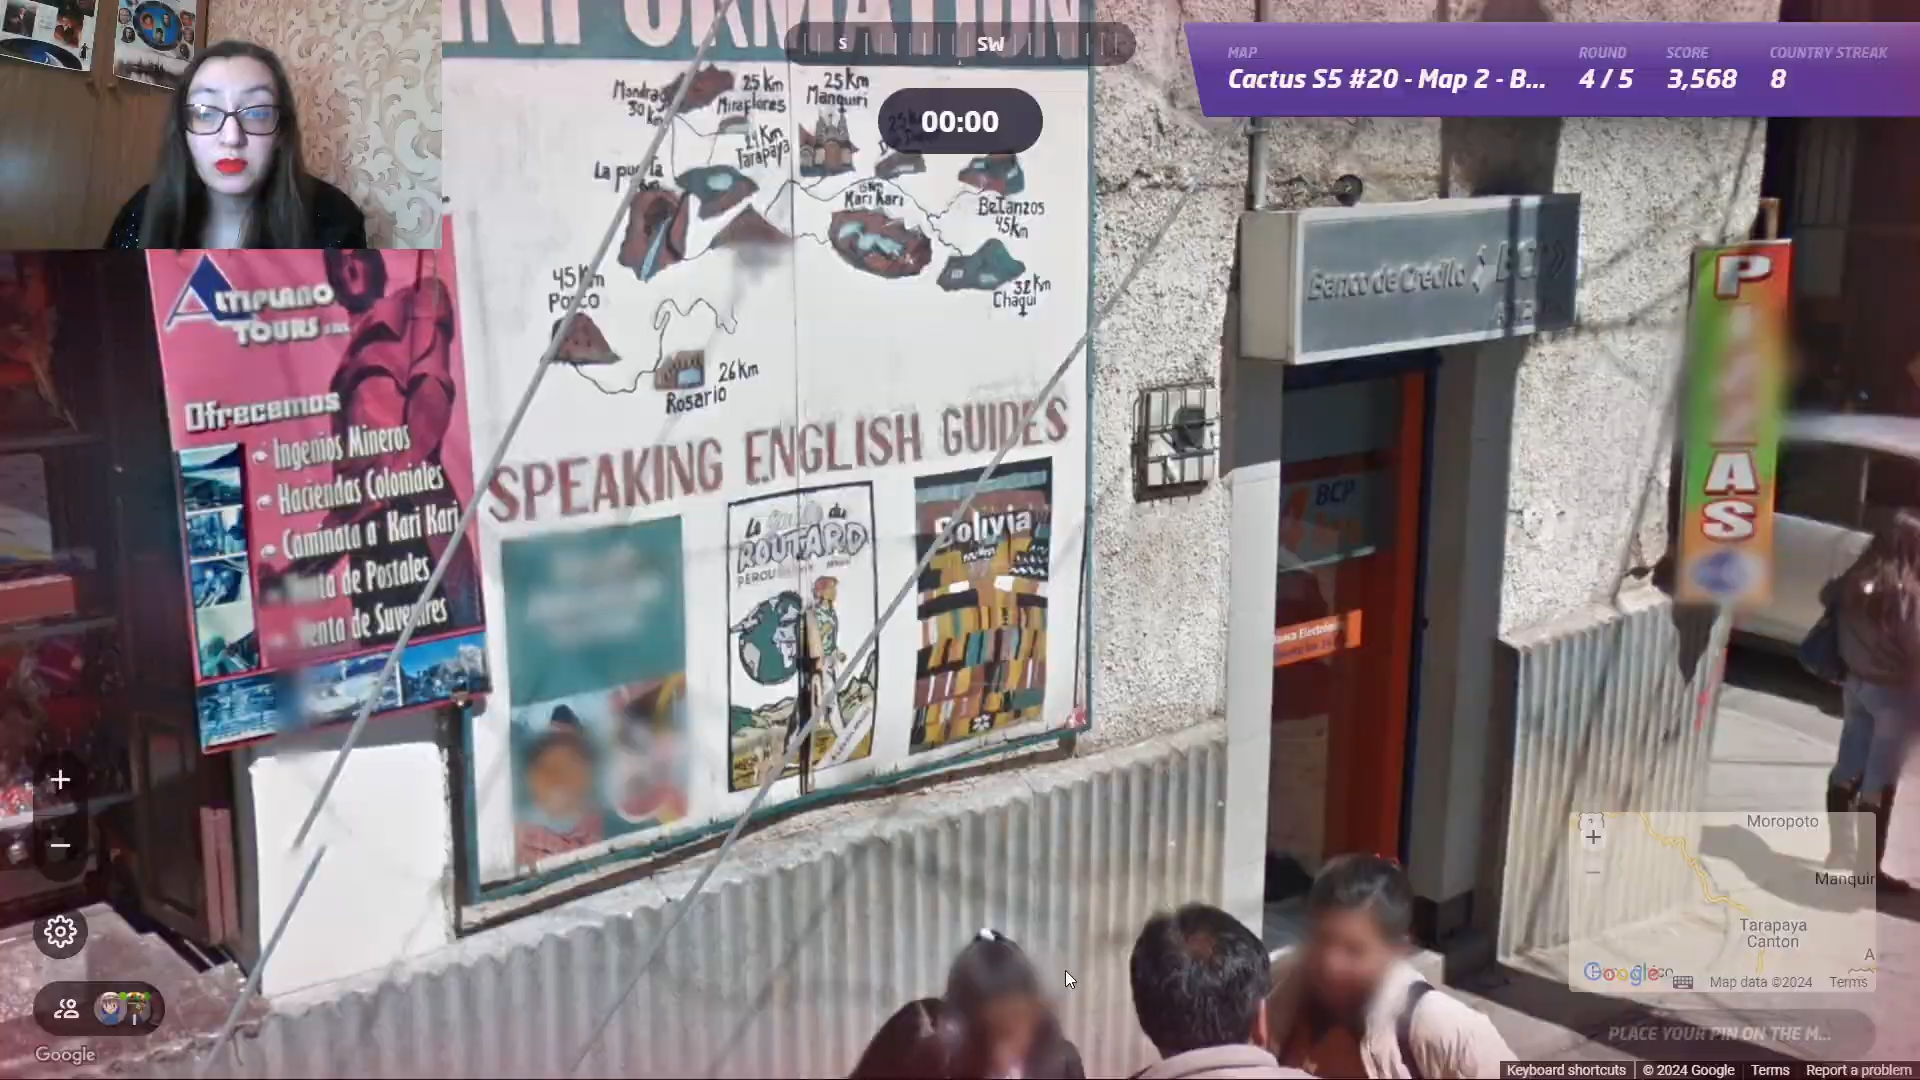 INFORMATION
S
SW
MAP
Cactus S5 #20 - Map 2 - B...
ROUND
4 / 5
SCORE
3,568
COUNTRY STREAK
8
00:00
25 Km
Miraflores
25 Km
Manquiri
30 Km
Tarapaya
La puerta
Kari Kari
Betanzos
45 Km
45 Km
Porco
32 Km
Chaqui
26 Km
Rosario
SPEAKING ENGLISH GUIDES
ROUTARD
PEROU
Bolivia
ALTIPLANO
TOURS
Ofrecemos
Ingenios Mineros
Haciendas Coloniales
Caminata a Kari Kari
de Postales
Venta de
Banco de Crédito BCP
BCP
P
AS
Moropoto
Manquir
Tarapaya
Canton
A
Google
Map data ©2024
Terms
PLACE YOUR PIN ON THE M...
Google
Keyboard shortcuts
© 2024 Google
Terms
Report a problem